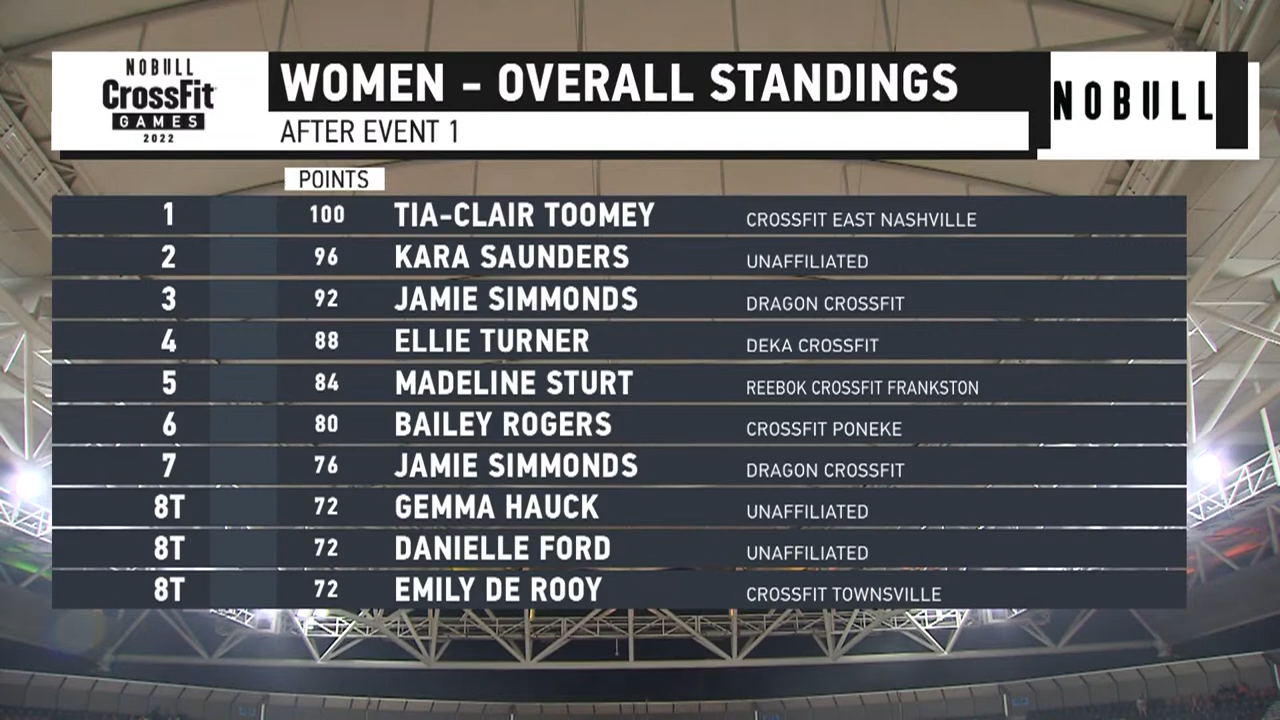 NOBULL
CrossFit
GAMES
2022
WOMEN - OVERALL STANDINGS
AFTER EVENT 1
NOBULL
POINTS
1 100 TIA-CLAIR TOOMEY CROSSFIT EAST NASHVILLE
2 96 KARA SAUNDERS UNAFFILIATED
3 92 JAMIE SIMMONDS DRAGON CROSSFIT
4 88 ELLIE TURNER DEKA CROSSFIT
5 84 MADELINE STURT REEBOK CROSSFIT FRANKSTON
6 80 BAILEY ROGERS CROSSFIT PONEKE
7 76 JAMIE SIMMONDS DRAGON CROSSFIT
8T 72 GEMMA HAUCK UNAFFILIATED
8T 72 DANIELLE FORD UNAFFILIATED
8T 72 EMILY DE ROOY CROSSFIT TOWNSVILLE